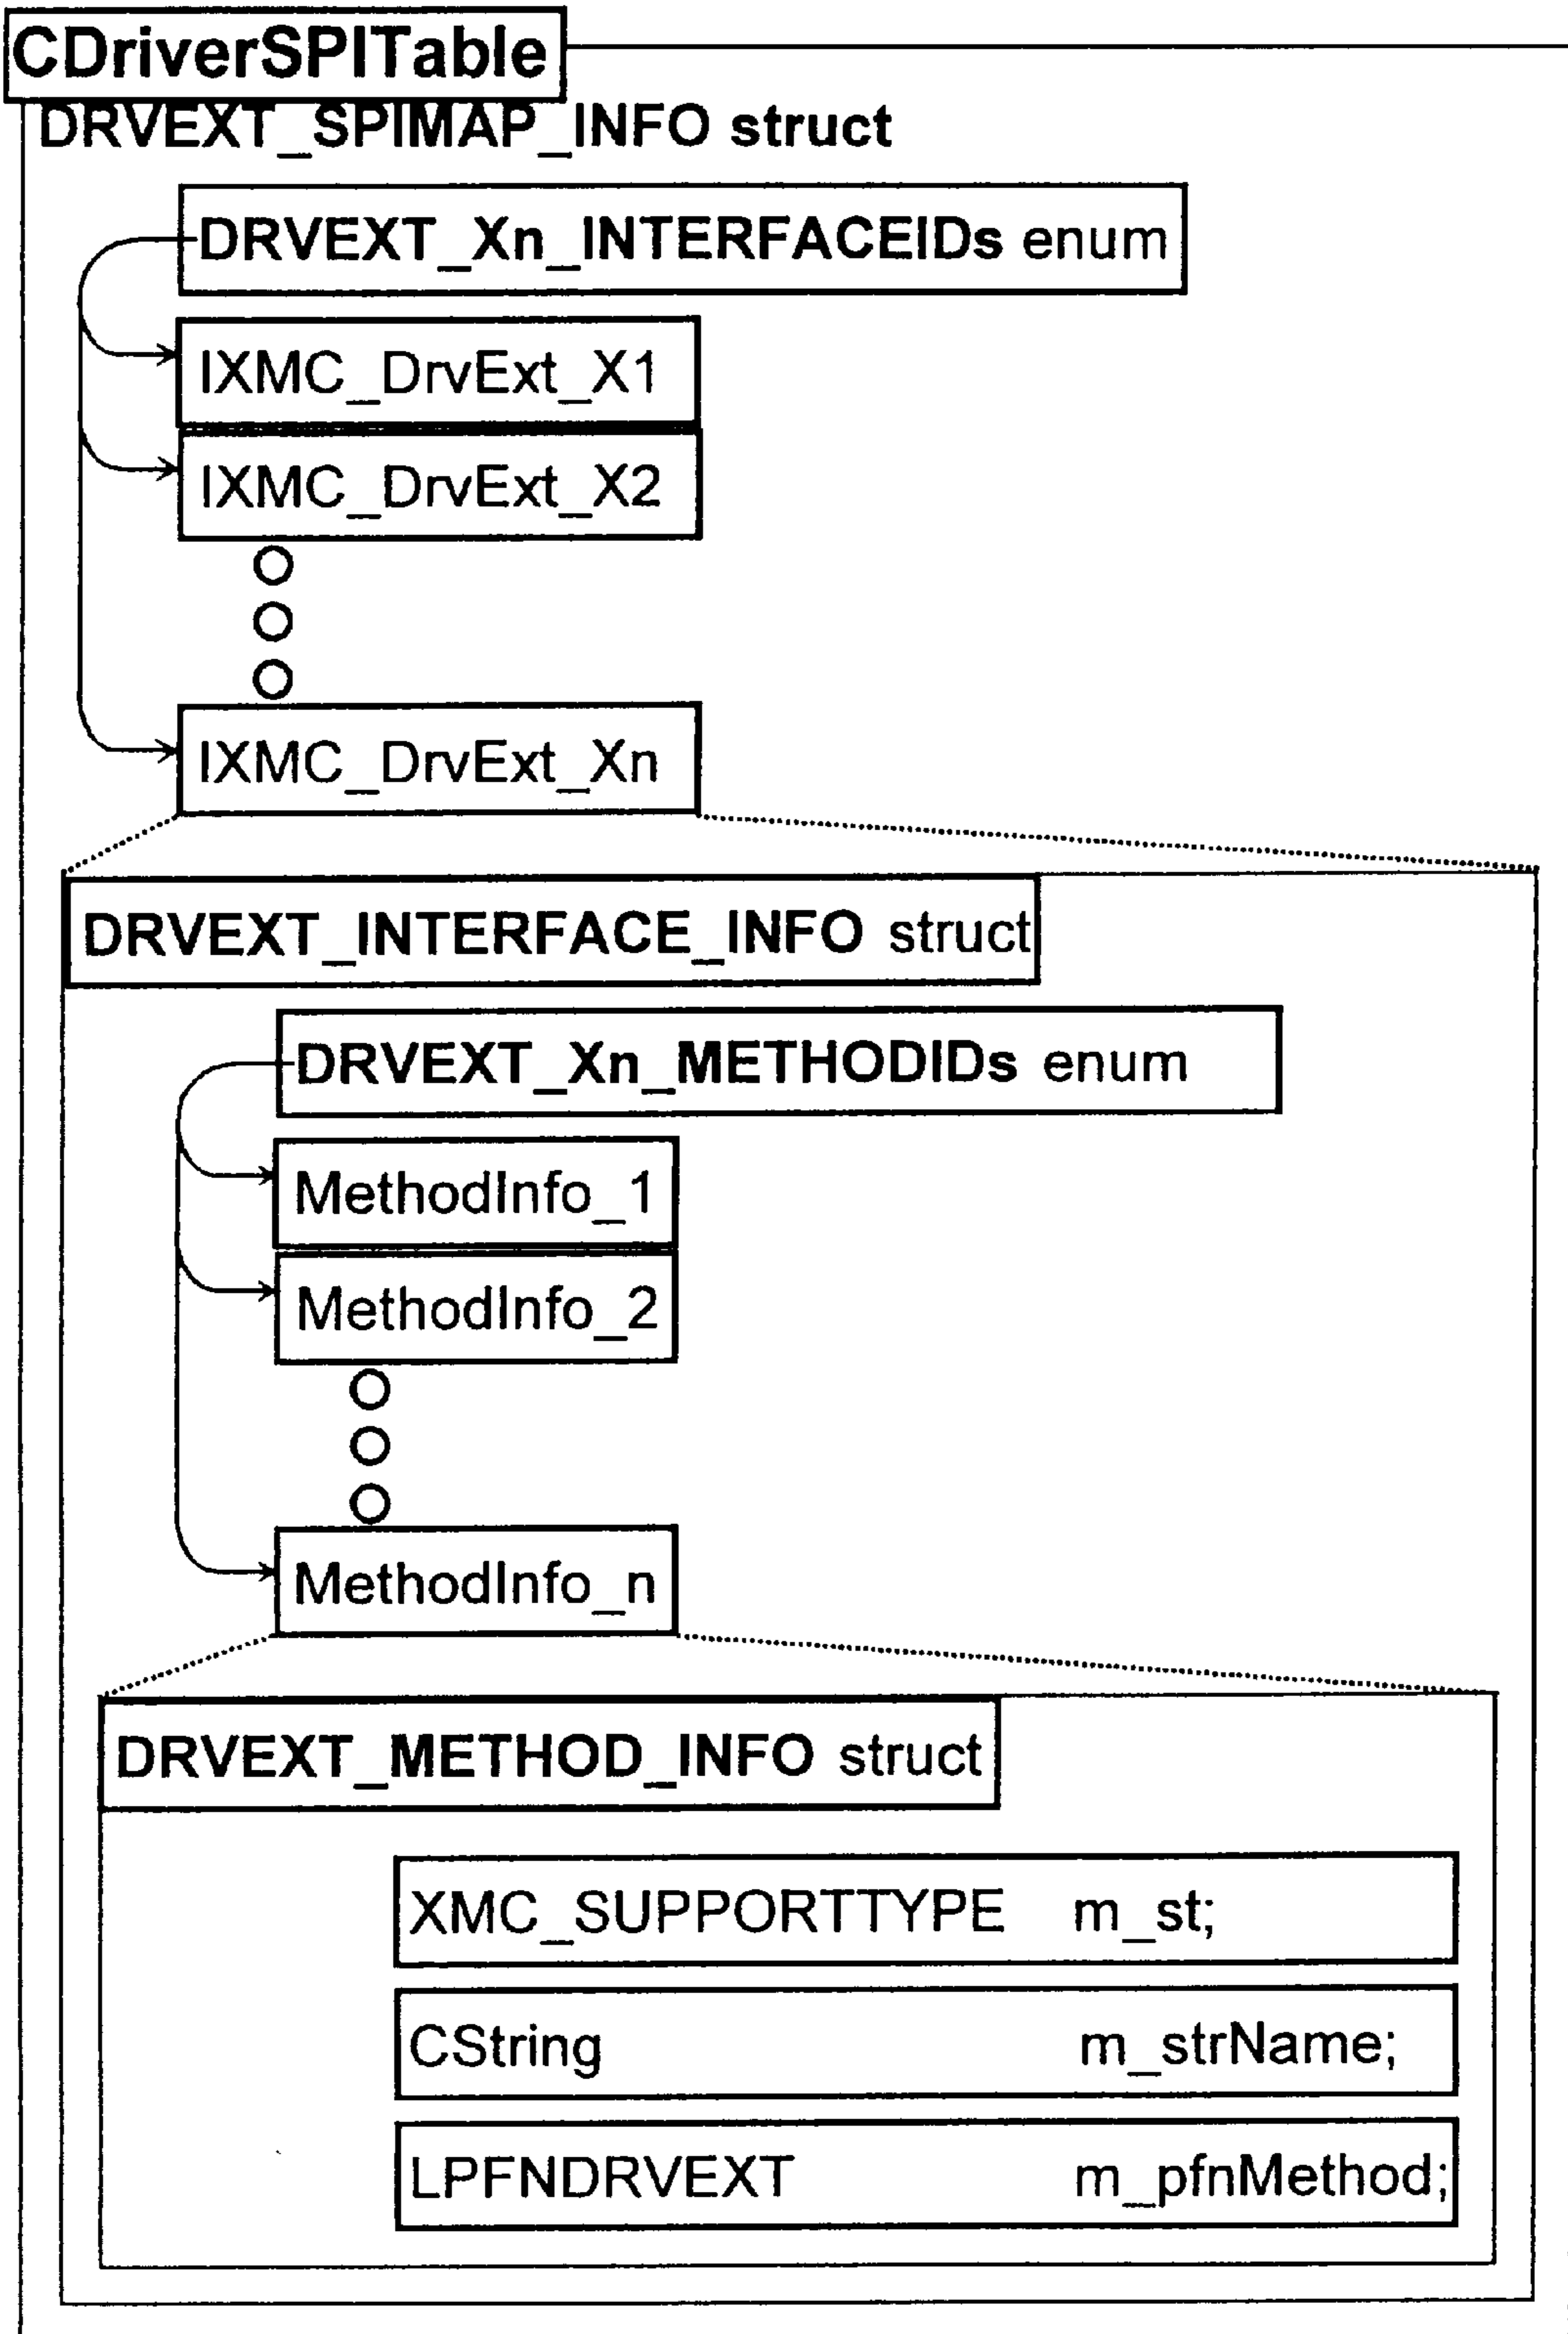 CDriverSPITable
DRVEXT_SPIMAP_INFO struct
DRVEXT_Xn_INTERFACEIDs enum
IXMC_DrvExt_X1
IXMC_DrvExt_X2
IXMC_DrvExt_Xn
DRVEXT_INTERFACE_INFO struct
DRVEXT_Xn_METHODIDs enum
MethodInfo_1
MethodInfo_2
MethodInfo_n
DRVEXT_METHOD_INFO struct
XMC_SUPPORTTYPE m_st;
CString m_strName;
LPFNDRVEXT m_pfnMethod;